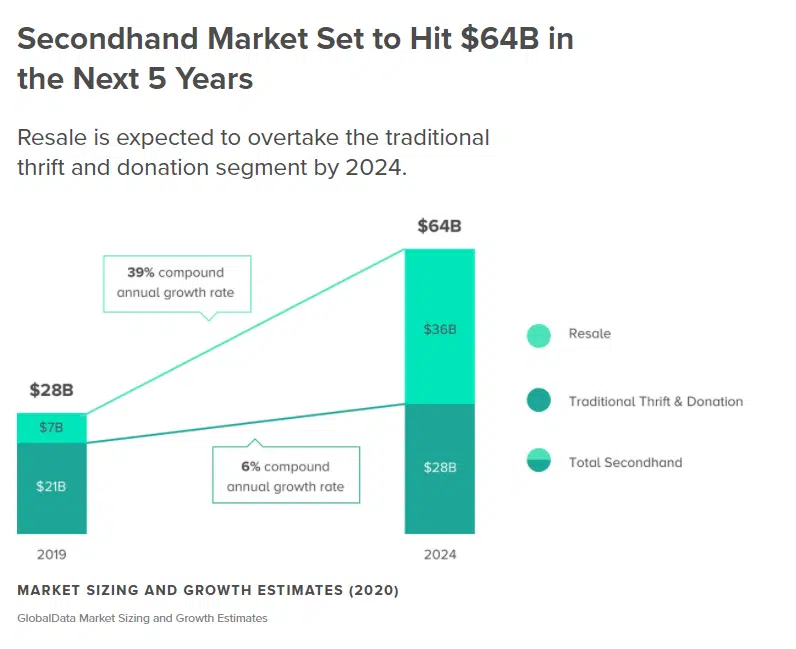 Secondhand Market Set to Hit $64B in
the Next 5 Years
Resale is expected to overtake the traditional
thrift and donation segment by 2024.
$64B
39% compound
annual growth rate
$36B
Resale
$28B
$7B
Traditional Thrift & Donation
6% compound
annual growth rate
$28B
Total Secondhand
$21B
2019
2024
MARKET SIZING AND GROWTH ESTIMATES (2020)
GlobalData Market Sizing and Growth Estimates